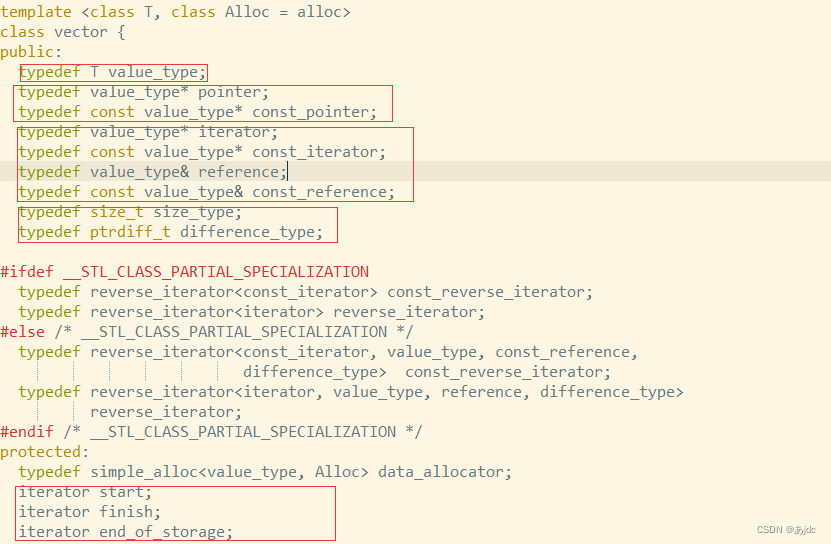 template <class T, class Alloc = alloc>
class vector {
public:
  typedef T value_type;
  typedef value_type* pointer;
  typedef const value_type* const_pointer;
  typedef value_type* iterator;
  typedef const value_type* const_iterator;
  typedef value_type& reference;
  typedef const value_type& const_reference;
  typedef size_t size_type;
  typedef ptrdiff_t difference_type;

#ifdef __STL_CLASS_PARTIAL_SPECIALIZATION
  typedef reverse_iterator<const_iterator> const_reverse_iterator;
  typedef reverse_iterator<iterator> reverse_iterator;
#else /* __STL_CLASS_PARTIAL_SPECIALIZATION */
  typedef reverse_iterator<const_iterator, value_type, const_reference,
                           difference_type>  const_reverse_iterator;
  typedef reverse_iterator<iterator, value_type, reference, difference_type>
          reverse_iterator;
#endif /* __STL_CLASS_PARTIAL_SPECIALIZATION */
protected:
  typedef simple_alloc<value_type, Alloc> data_allocator;
  iterator start;
  iterator finish;
  iterator end_of_storage;
CSDN @あjdc